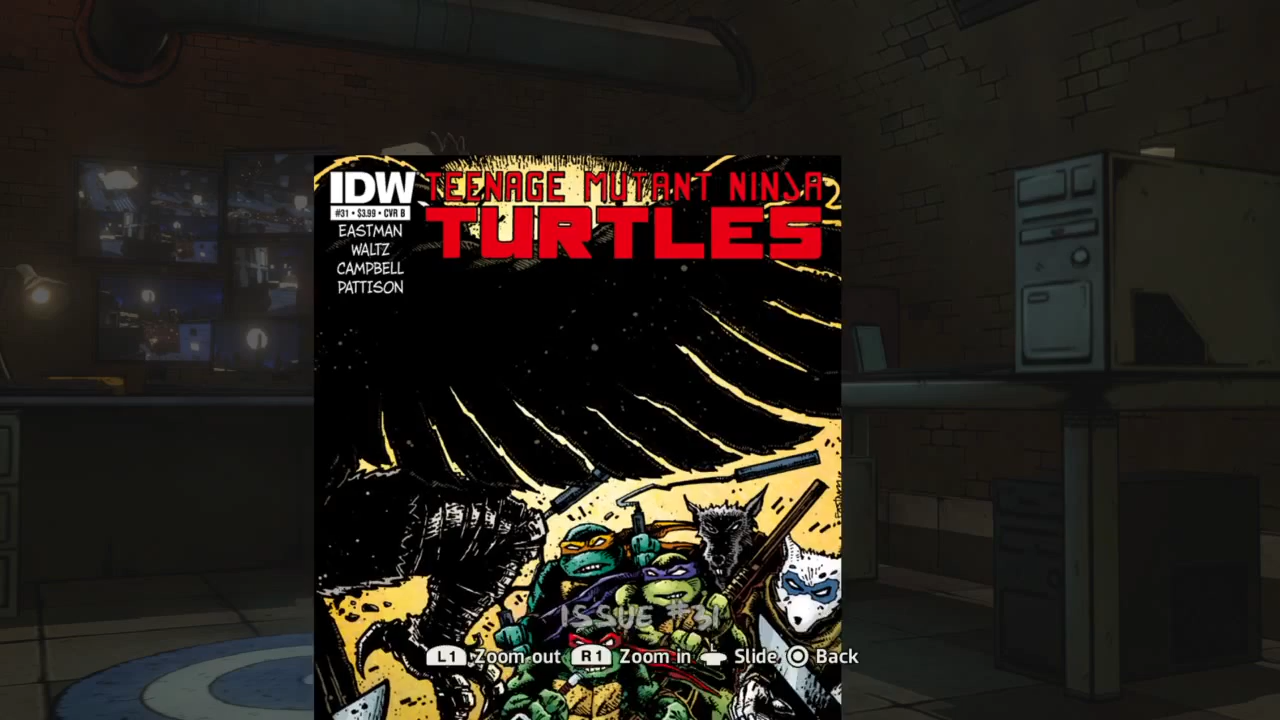 IDW
#31 • $3.99 • CVR B
EASTMAN
WALTZ
CAMPBELL
PATTISON
TEENAGE MUTANT NINJA
TURTLES
ISSUE #31
L1 Zoom out R1 Zoom in Slide Back